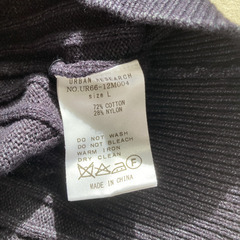 URBAN RESEARCH
NO.UR66-12M004
size L
72% COTTON
28% NYLON
DO NOT WASH
DO NOT BLEACH
WARM IRON
DRY CLEAN
F
MADE IN CHINA